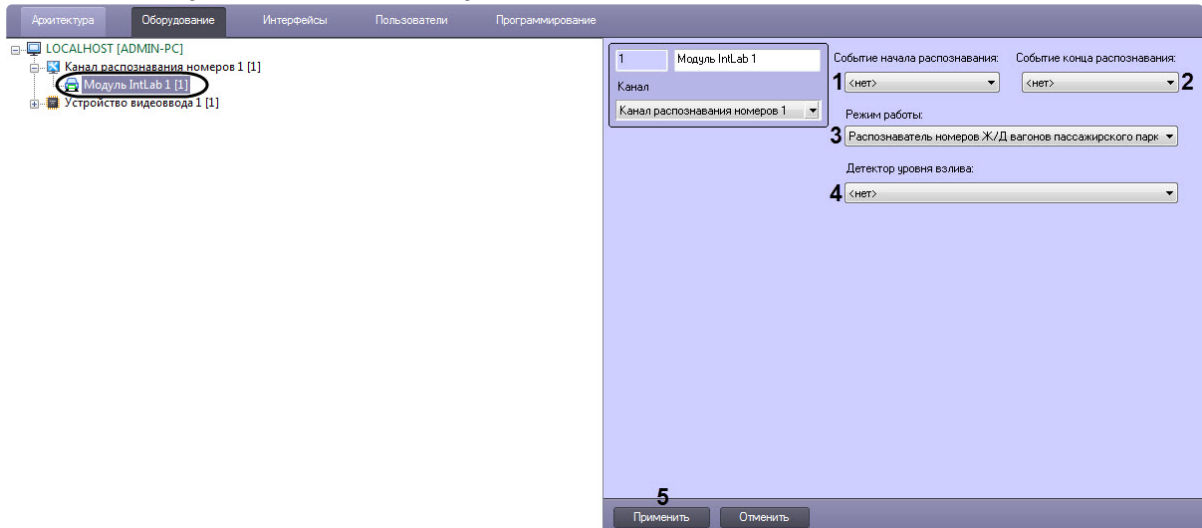 Архитектура Оборудование Интерфейсы Пользователи Программирование
LOCALHOST [ADMIN-PC]
Канал распознавания номеров 1 [1]
Модуль IntLab 1 [1]
Устройство видеоввода 1 [1]
1 Модуль IntLab 1
Канал
Канал распознавания номеров 1
Событие начала распознавания: Событие конца распознавания:
1 <нет> <нет> 2
Режим работы:
3 Распознаватель номеров Ж/Д вагонов пассажирского парк
Детектор уровня взлива:
4 <нет>
5
Применить Отменить